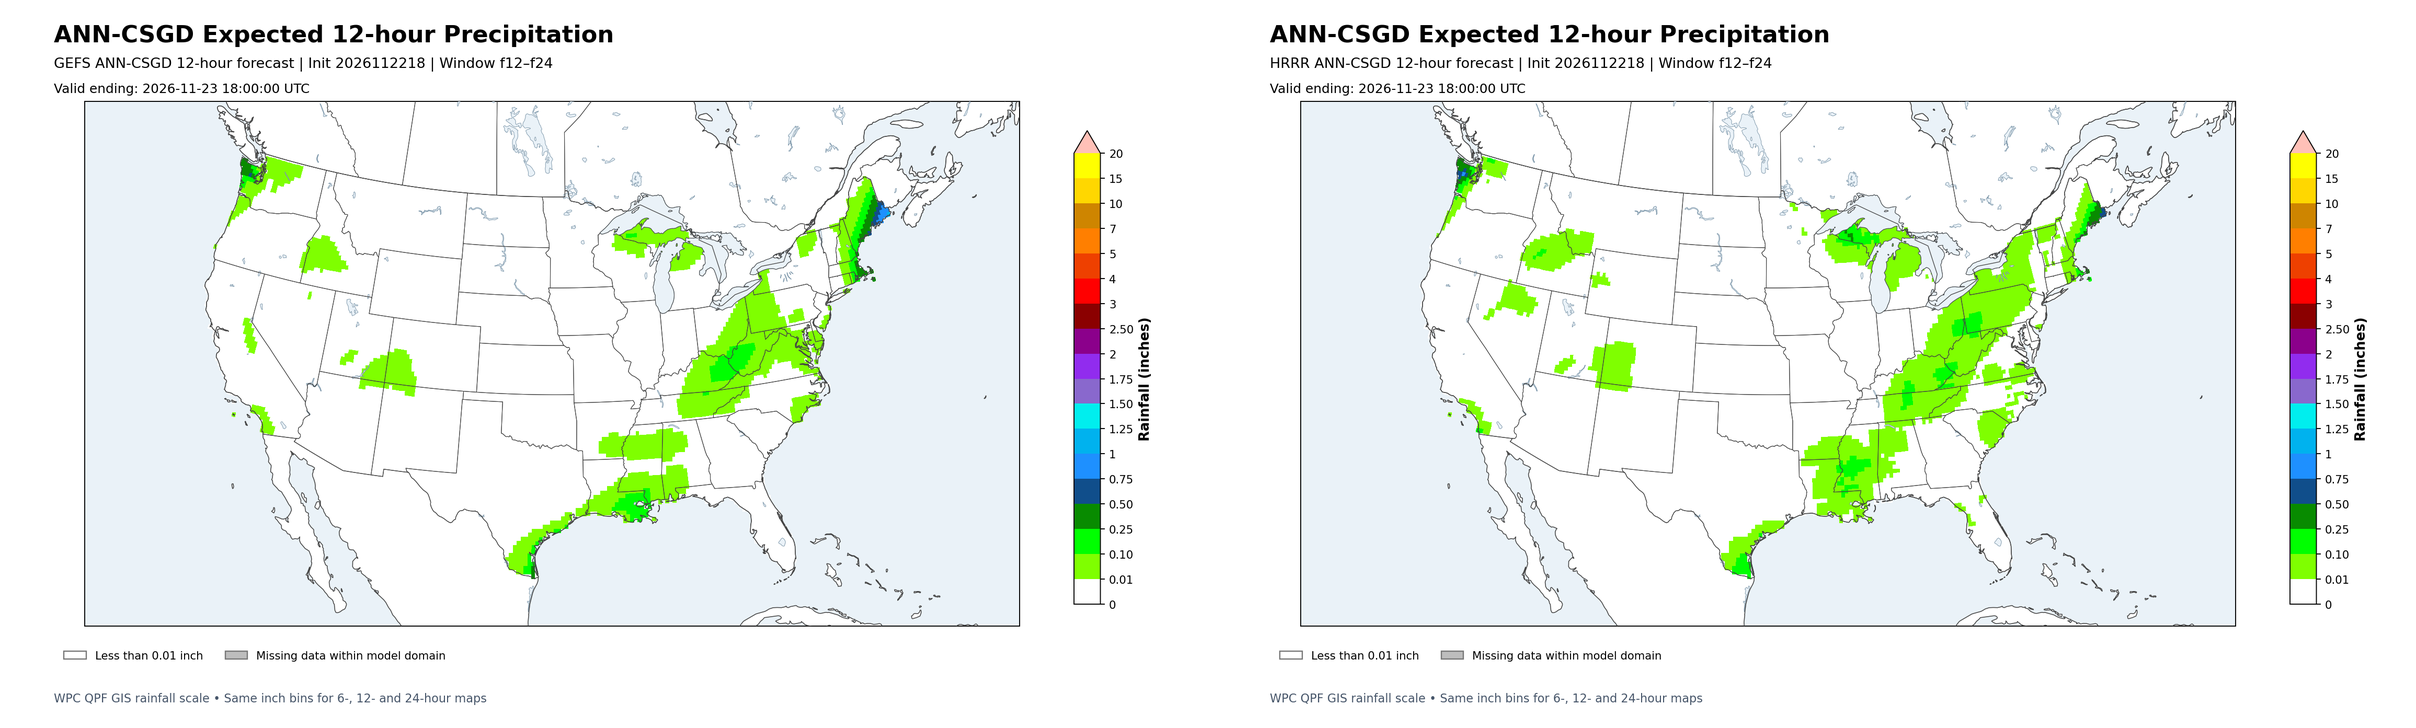 ANN-CSGD Expected 12-hour Precipitation
GEFS ANN-CSGD 12-hour forecast | Init 2026112218 | Window f12–f24
Valid ending: 2026-11-23 18:00:00 UTC
20
15
10
7
5
4
3
2.50
2
1.75
1.50
1.25
1
0.75
0.50
0.25
0.10
0.01
0
Rainfall (inches)
Less than 0.01 inch
Missing data within model domain
WPC QPF GIS rainfall scale • Same inch bins for 6-, 12- and 24-hour maps
ANN-CSGD Expected 12-hour Precipitation
HRRR ANN-CSGD 12-hour forecast | Init 2026112218 | Window f12–f24
Valid ending: 2026-11-23 18:00:00 UTC
20
15
10
7
5
4
3
2.50
2
1.75
1.50
1.25
1
0.75
0.50
0.25
0.10
0.01
0
Rainfall (inches)
Less than 0.01 inch
Missing data within model domain
WPC QPF GIS rainfall scale • Same inch bins for 6-, 12- and 24-hour maps